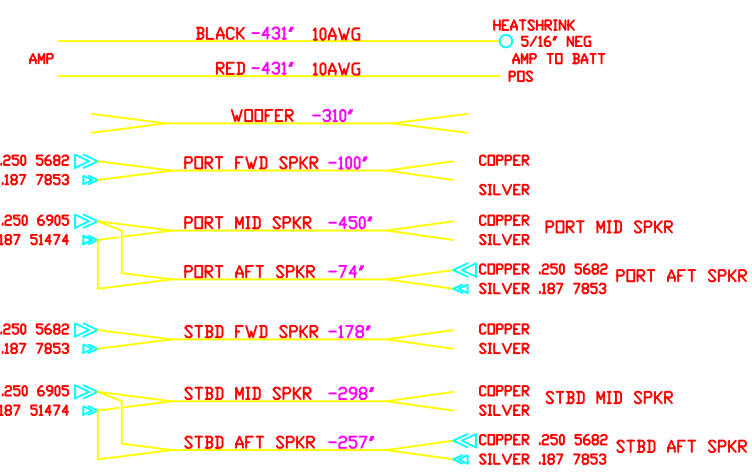 HEATSHRINK
BLACK -431" 10AWG
5/16" NEG
AMP
AMP TO BATT
RED -431" 10AWG
POS
WOOFER -310"
.250 5682 PORT FWD SPKR -100" COPPER
.187 7853 SILVER
.250 6905 PORT MID SPKR -450" COPPER PORT MID SPKR
187 51474 SILVER
PORT AFT SPKR -74" COPPER .250 5682 PORT AFT SPKR
SILVER .187 7853
.250 5682 STBD FWD SPKR -178" COPPER
.187 7853 SILVER
.250 6905 STBD MID SPKR -298" COPPER STBD MID SPKR
187 51474 SILVER
STBD AFT SPKR -257" COPPER .250 5682 STBD AFT SPKR
SILVER .187 7853